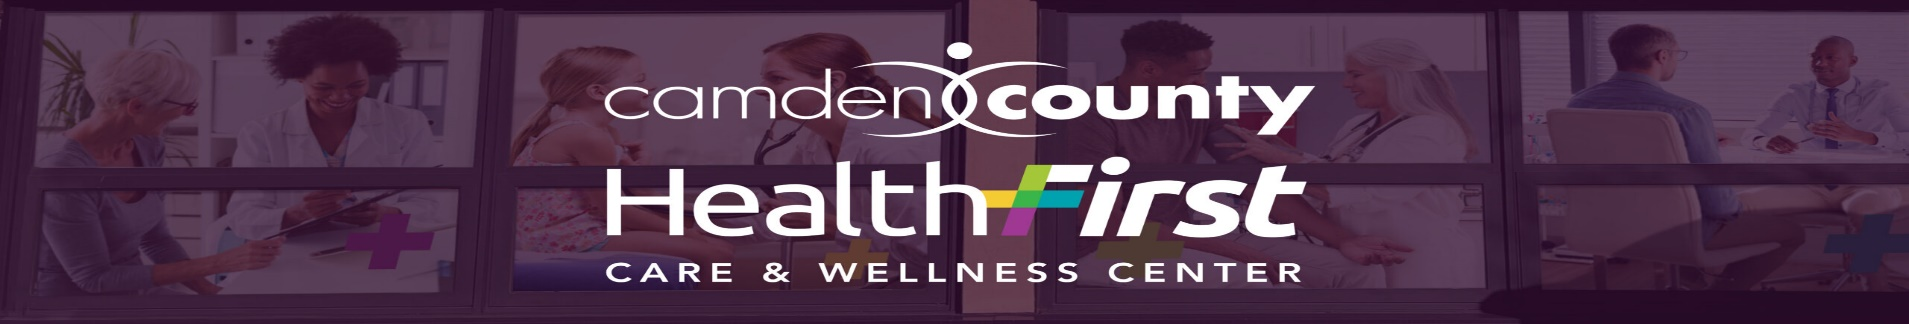 camden county
HealthFirst
CARE & WELLNESS CENTER